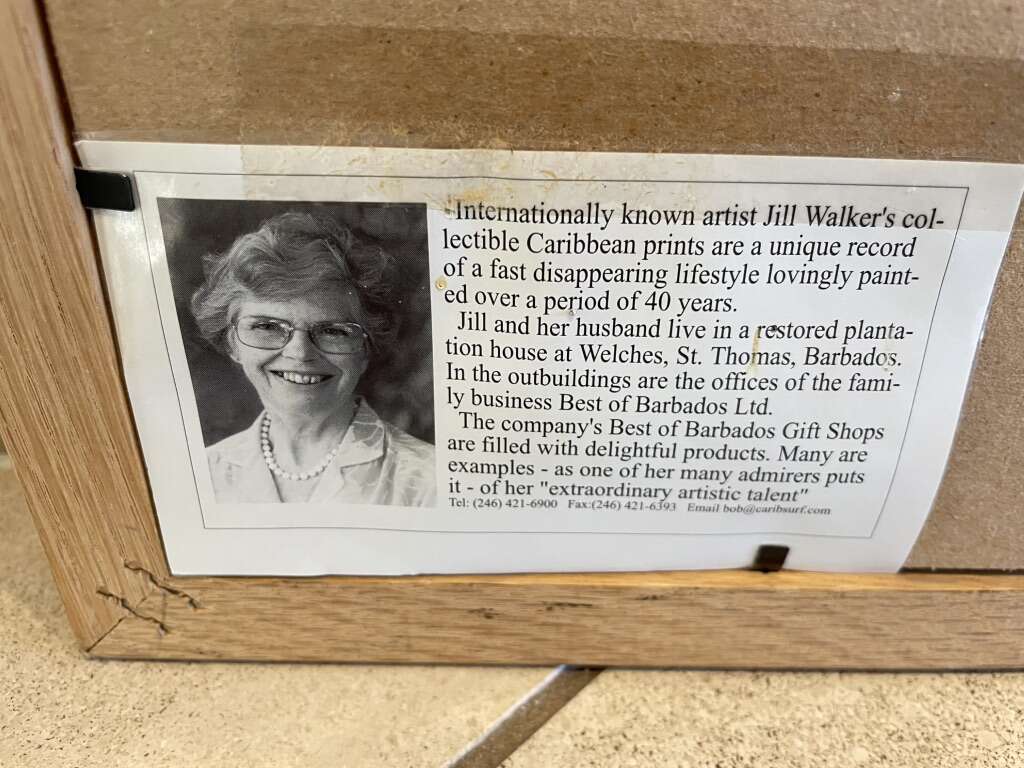 Internationally known artist Jill Walker's col-
lectible Caribbean prints are a unique record
of a fast disappearing lifestyle lovingly paint-
ed over a period of 40 years.
Jill and her husband live in a restored planta-
tion house at Welches, St. Thomas, Barbados.
In the outbuildings are the offices of the fami-
ly business Best of Barbados Ltd.
The company's Best of Barbados Gift Shops
are filled with delightful products. Many are
examples - as one of her many admirers puts
it - of her "extraordinary artistic talent"
Tel: (246) 421-6900 Fax:(246) 421-6393 Email bob@caribsurf.com